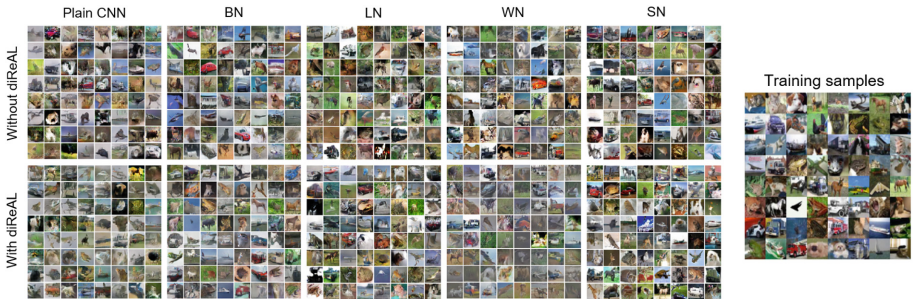 Plain CNN
BN
LN
WN
SN
Without diReAL
With diReAL
Training samples